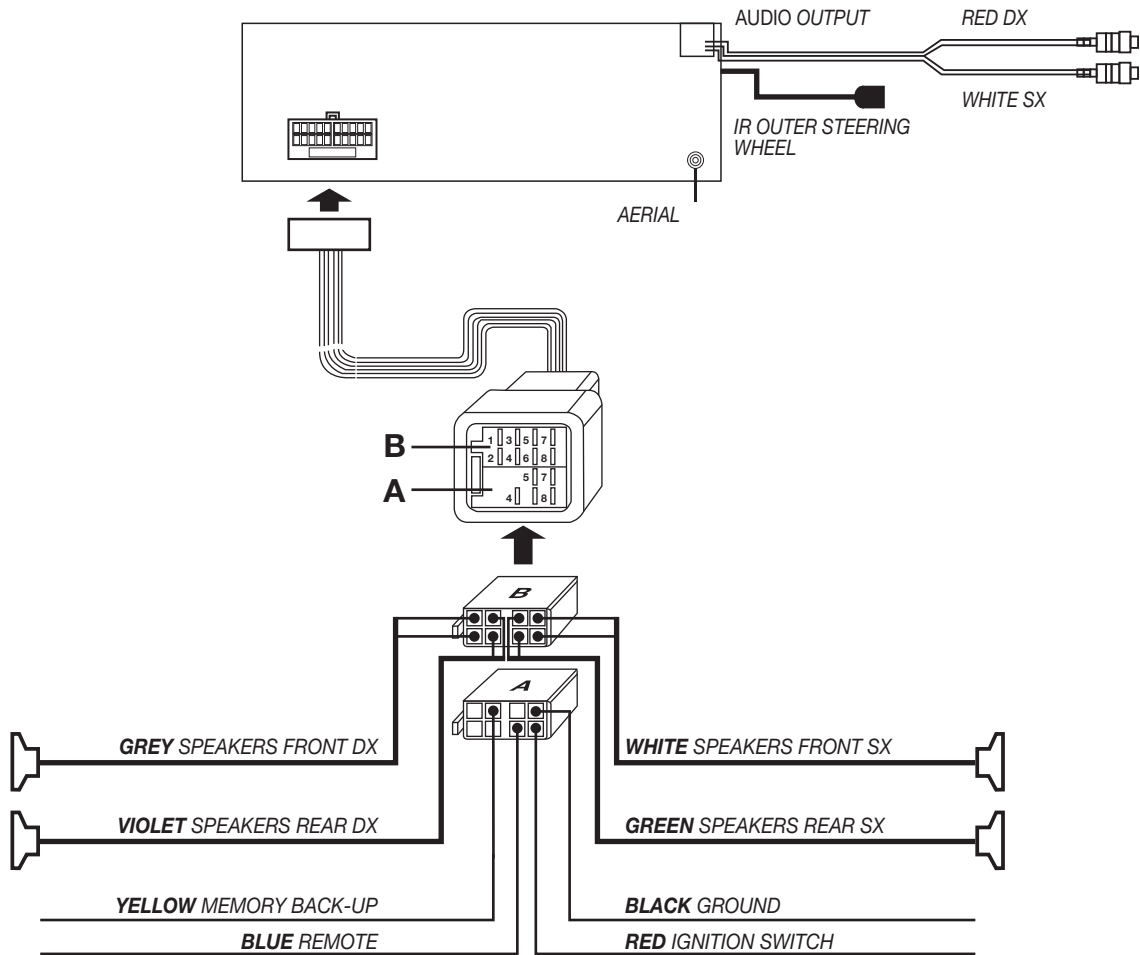 AUDIO OUTPUT
RED DX
WHITE SX
IR OUTER STEERING
WHEEL
AERIAL
B
A
1 3 5 7
2 4 6 8
5 7
4 8
B
A
GREY SPEAKERS FRONT DX
WHITE SPEAKERS FRONT SX
VIOLET SPEAKERS REAR DX
GREEN SPEAKERS REAR SX
YELLOW MEMORY BACK-UP
BLACK GROUND
BLUE REMOTE
RED IGNITION SWITCH